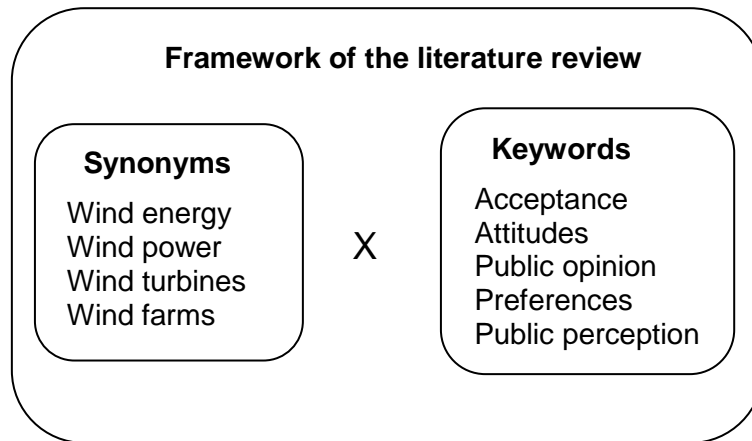 Framework of the literature review
Synonyms
Wind energy
Wind power
Wind turbines
Wind farms
X
Keywords
Acceptance
Attitudes
Public opinion
Preferences
Public perception